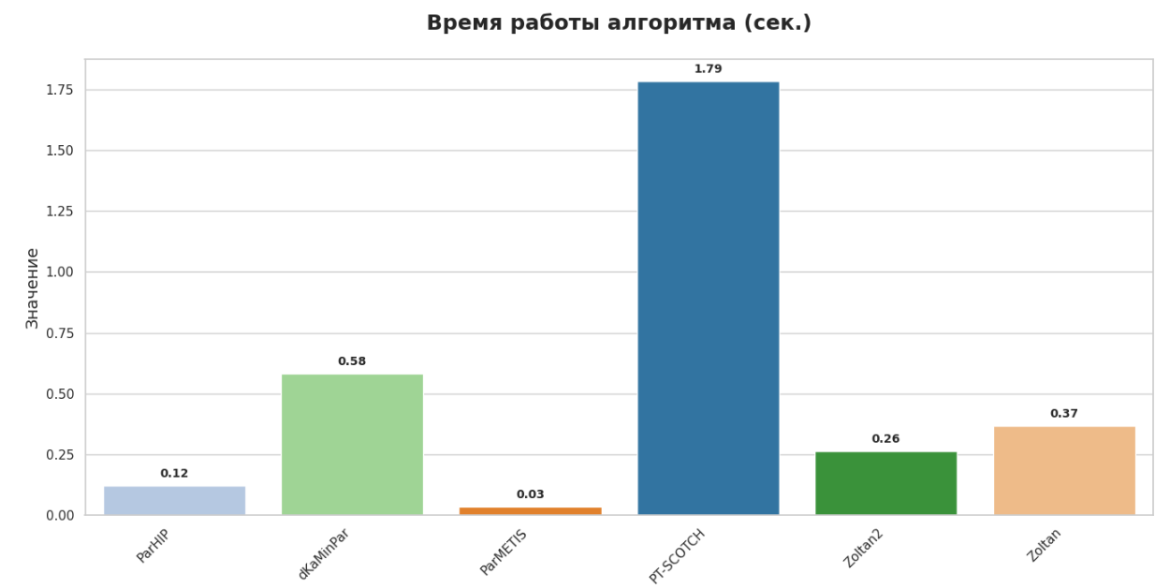 Время работы алгоритма (сек.)
Значение
1.75
1.50
1.25
1.00
0.75
0.50
0.25
0.00
0.12
0.58
0.03
1.79
0.26
0.37
ParHIP
dKaMinPar
ParMETIS
PT-SCOTCH
Zoltan2
Zoltan